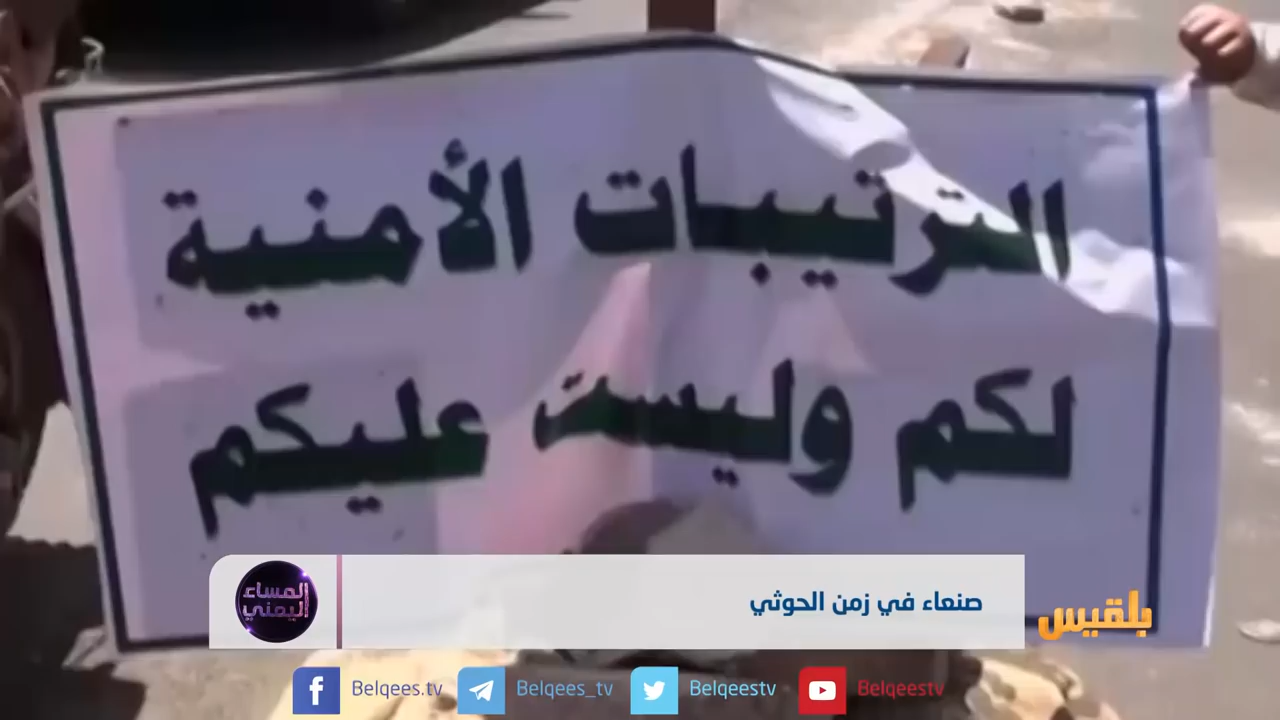 الترتيبات الأمنية
لكم وليست عليكم
المساء
اليمني
صنعاء في زمن الحوثي
بلقيس
Belqees.tv
Belqees_tv
Belqeestv
Belqeestv